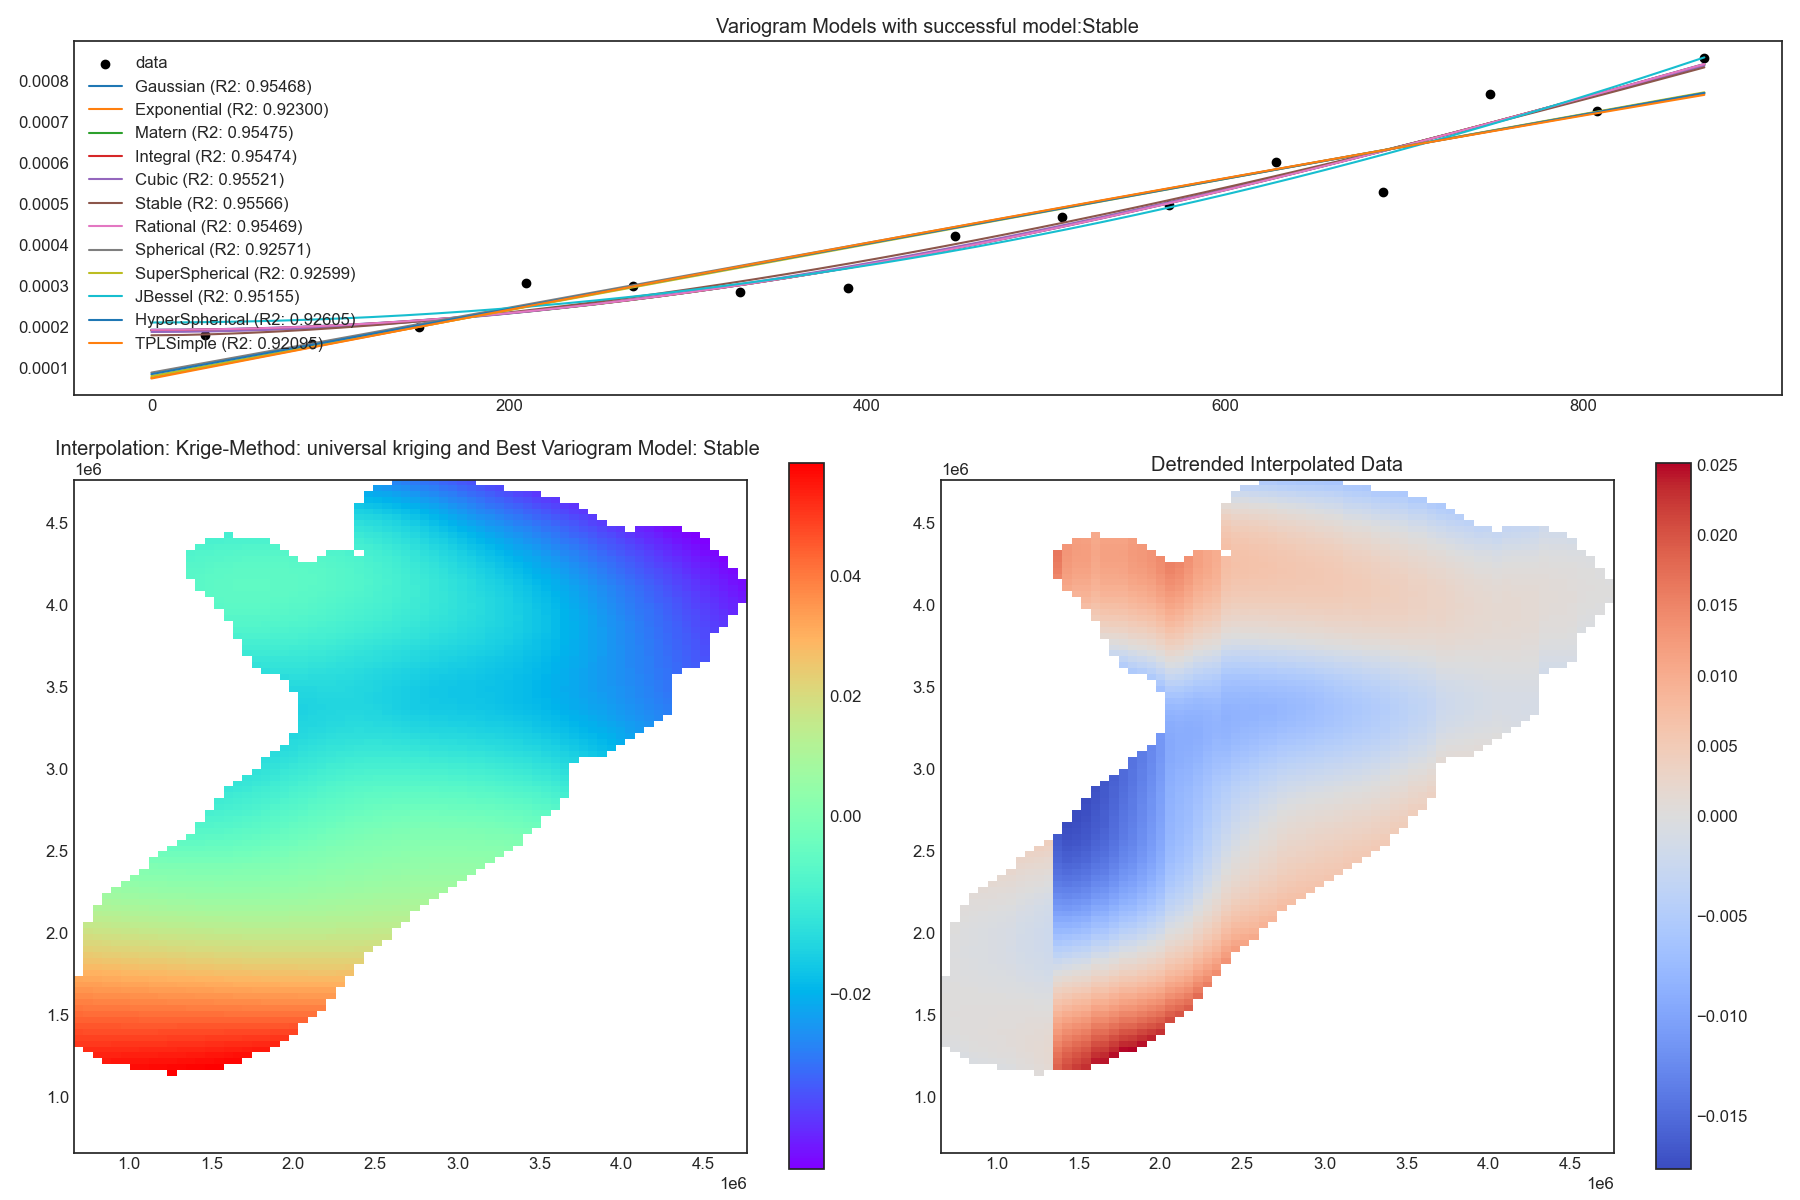 Variogram Models with successful model:Stable
data
Gaussian (R2: 0.95468)
Exponential (R2: 0.92300)
Matern (R2: 0.95475)
Integral (R2: 0.95474)
Cubic (R2: 0.95521)
Stable (R2: 0.95566)
Rational (R2: 0.95469)
Spherical (R2: 0.92571)
SuperSpherical (R2: 0.92599)
JBessel (R2: 0.95155)
HyperSpherical (R2: 0.92605)
TPLSimple (R2: 0.92095)
0.0008
0.0007
0.0006
0.0005
0.0004
0.0003
0.0002
0.0001
0 200 400 600 800
Interpolation: Krige-Method: universal kriging and Best Variogram Model: Stable
1e6
4.5
4.0
3.5
3.0
2.5
2.0
1.5
1.0
1.0 1.5 2.0 2.5 3.0 3.5 4.0 4.5
1e6
0.04
0.02
0.00
−0.02
Detrended Interpolated Data
1e6
4.5
4.0
3.5
3.0
2.5
2.0
1.5
1.0
1.0 1.5 2.0 2.5 3.0 3.5 4.0 4.5
1e6
0.025
0.020
0.015
0.010
0.005
0.000
−0.005
−0.010
−0.015